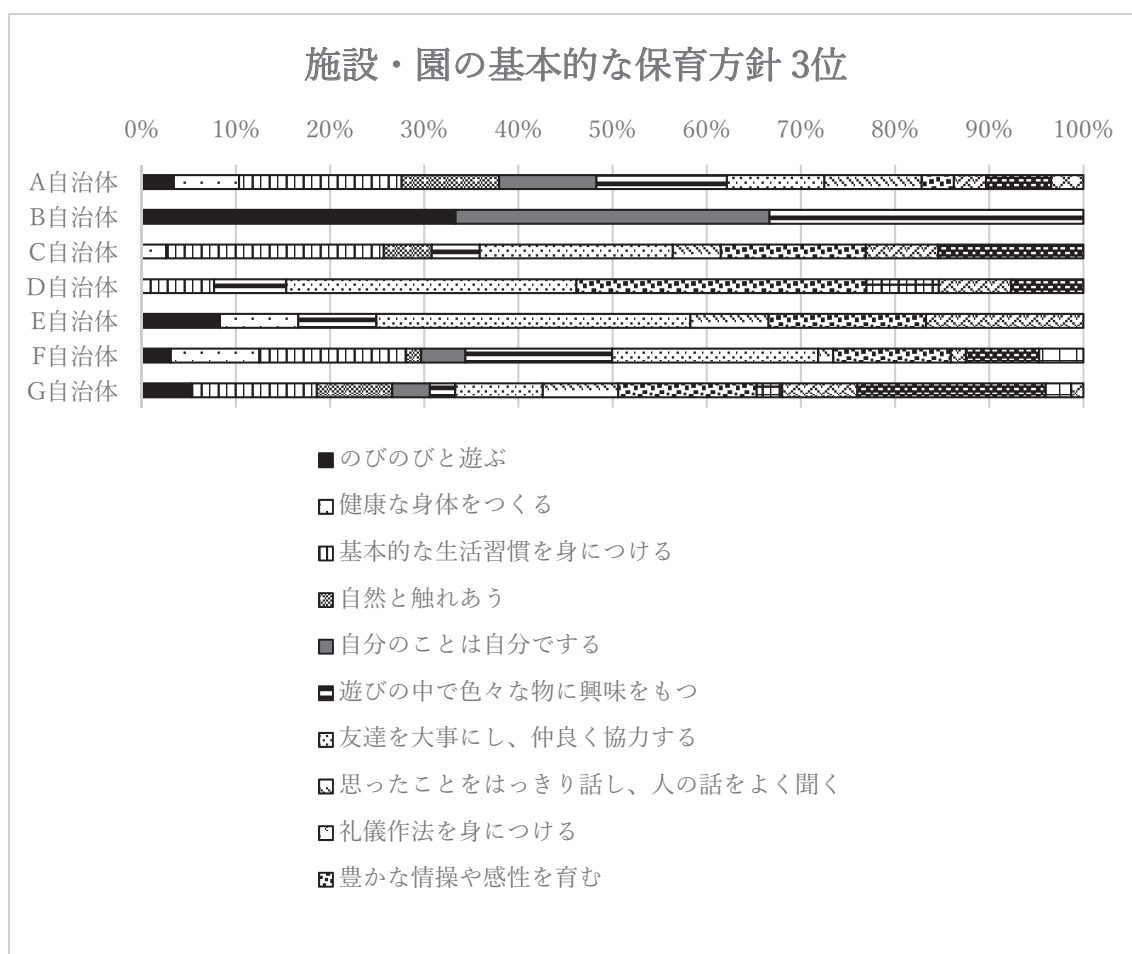 施設・園の基本的な保育方針 3位
0% 10% 20% 30% 40% 50% 60% 70% 80% 90% 100%
A自治体
B自治体
C自治体
D自治体
E自治体
F自治体
G自治体
のびのびと遊ぶ
健康な身体をつくる
基本的な生活習慣を身につける
自然と触れあう
自分のことは自分でする
遊びの中で色々な物に興味をもつ
友達を大事にし、仲良く協力する
思ったことをはっきり話し、人の話をよく聞く
礼儀作法を身につける
豊かな情操や感性を育む